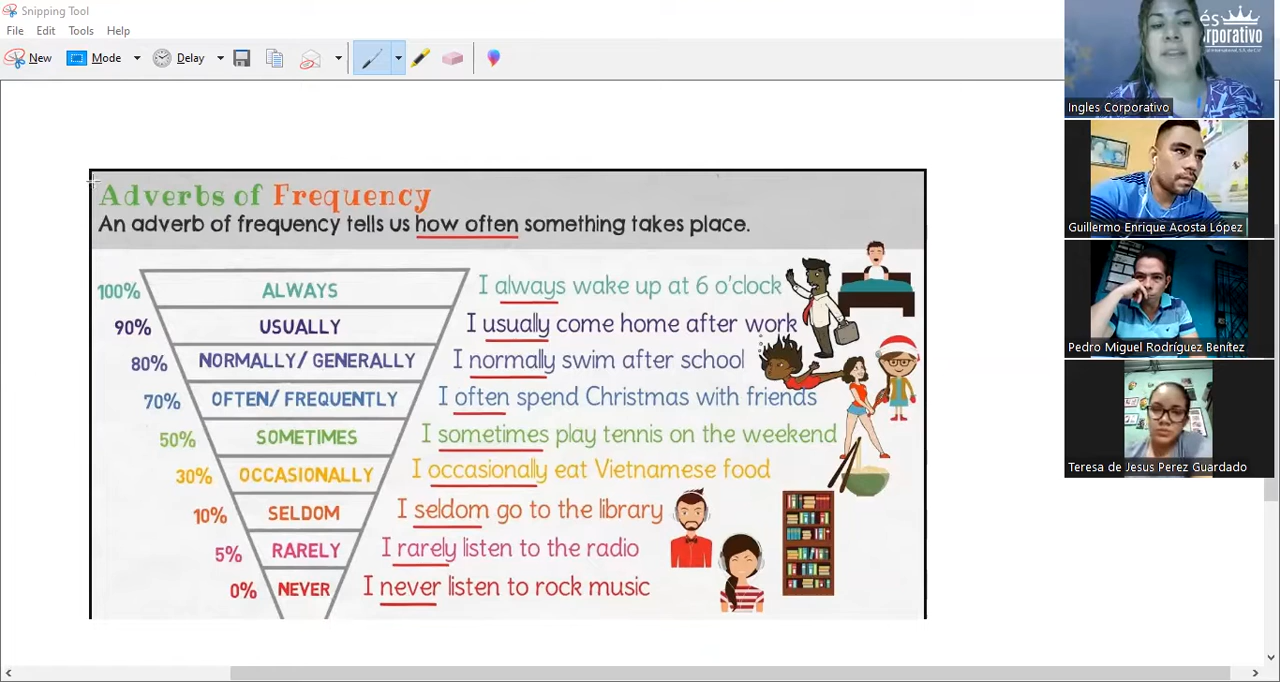 Snipping Tool
File Edit Tools Help
New Mode Delay
Adverbs of Frequency
An adverb of frequency tells us how often something takes place.
100% ALWAYS I always wake up at 6 o'clock
90% USUALLY I usually come home after work
80% NORMALLY/ GENERALLY I normally swim after school
70% OFTEN/ FREQUENTLY I often spend Christmas with friends
50% SOMETIMES I sometimes play tennis on the weekend
30% OCCASIONALLY I occasionally eat Vietnamese food
10% SELDOM I seldom go to the library
5% RARELY I rarely listen to the radio
0% NEVER I never listen to rock music
Ingles Corporativo
Guillermo Enrique Acosta López
Pedro Miguel Rodríguez Benítez
Teresa de Jesus Perez Guardado